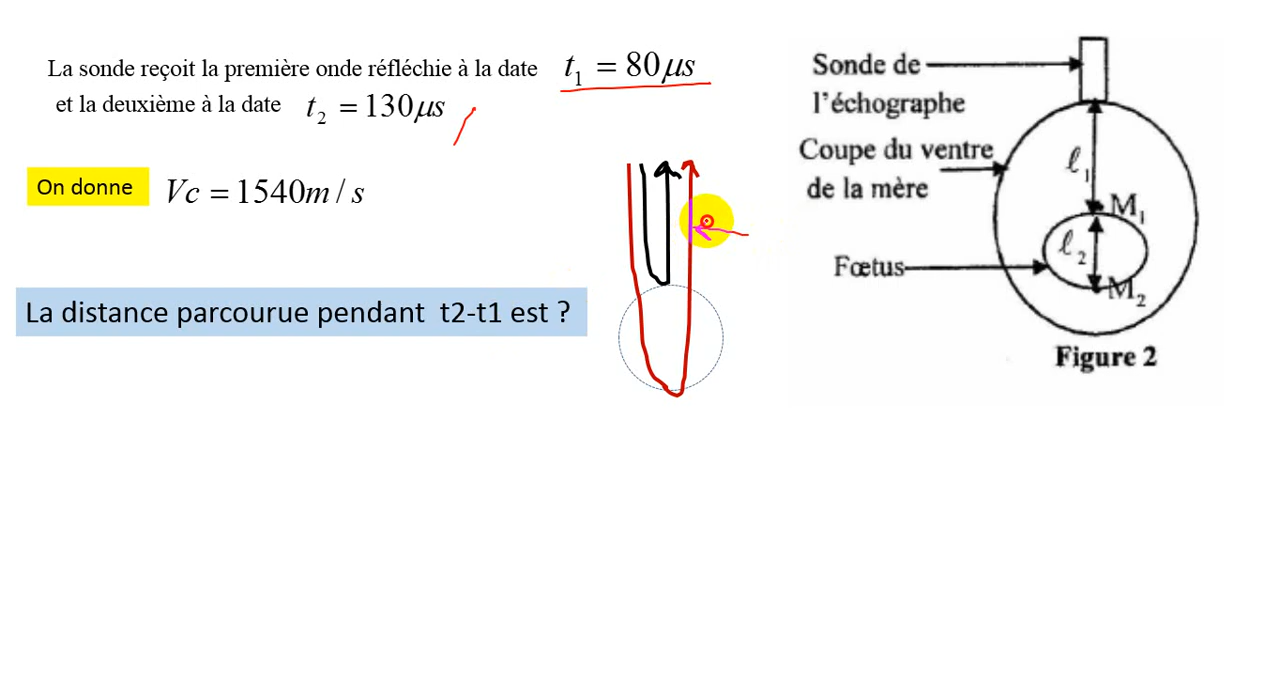 La sonde reçoit la première onde réfléchie à la date t₁ = 80μs
et la deuxième à la date t₂ = 130μs
On donne Vc = 1540m / s
La distance parcourue pendant t2-t1 est ?
Sonde de
l'échographe
Coupe du ventre
de la mère
ℓ₁
M₁
ℓ₂
Fœtus
M₂
Figure 2